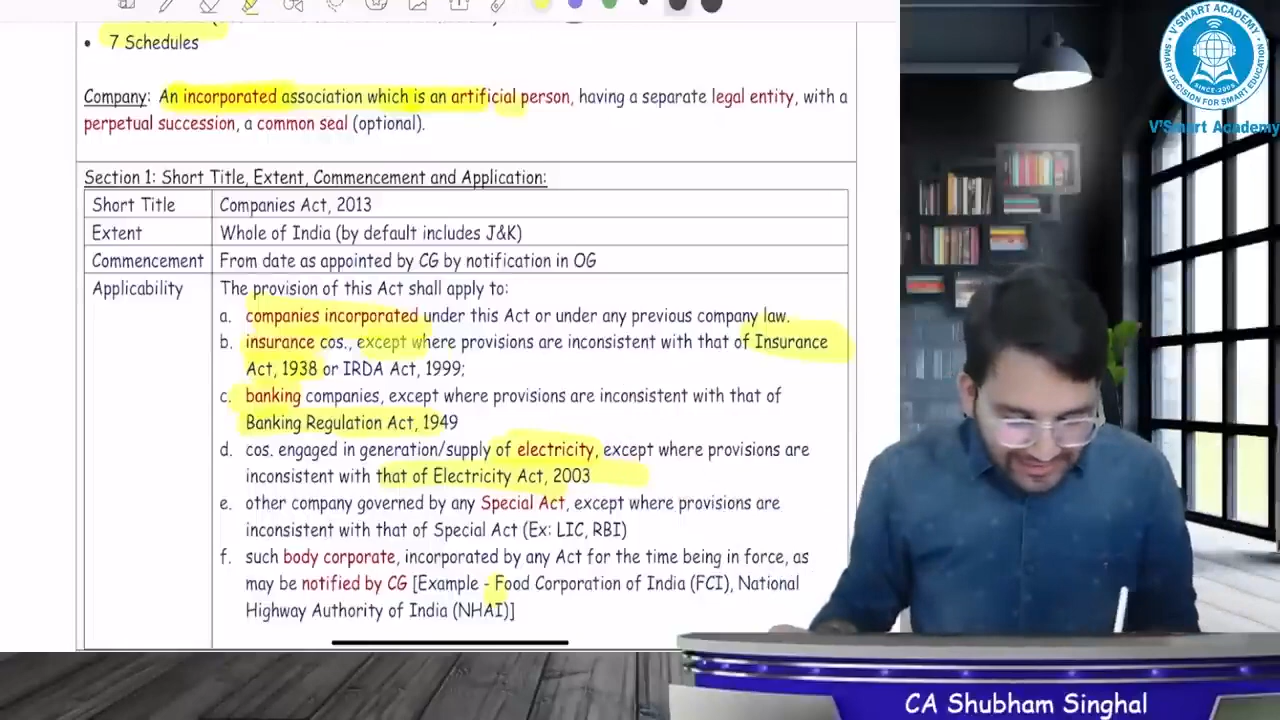 • 7 Schedules
Company: An incorporated association which is an artificial person, having a separate legal entity, with a
perpetual succession, a common seal (optional).
Section 1: Short Title, Extent, Commencement and Application:
Short Title Companies Act, 2013
Extent Whole of India (by default includes J&K)
Commencement From date as appointed by CG by notification in OG
Applicability The provision of this Act shall apply to:
a. companies incorporated under this Act or under any previous company law.
b. insurance cos., except where provisions are inconsistent with that of Insurance
Act, 1938 or IRDA Act, 1999;
c. banking companies, except where provisions are inconsistent with that of
Banking Regulation Act, 1949
d. cos. engaged in generation/supply of electricity, except where provisions are
inconsistent with that of Electricity Act, 2003
e. other company governed by any Special Act, except where provisions are
inconsistent with that of Special Act (Ex: LIC, RBI)
f. such body corporate, incorporated by any Act for the time being in force, as
may be notified by CG [Example - Food Corporation of India (FCI), National
Highway Authority of India (NHAI)]
V'SMART ACADEMY
SMART DECISION FOR SMART EDUCATION
SINCE-2005
V'Smart Academy
CA Shubham Singhal